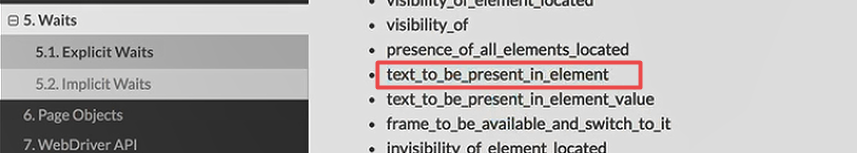 5. Waits
5.1. Explicit Waits
5.2. Implicit Waits
6. Page Objects
7. WebDriver API
visibility_of_element_located
visibility_of
presence_of_all_elements_located
text_to_be_present_in_element
text_to_be_present_in_element_value
frame_to_be_available_and_switch_to_it
invisibility_of_element_located